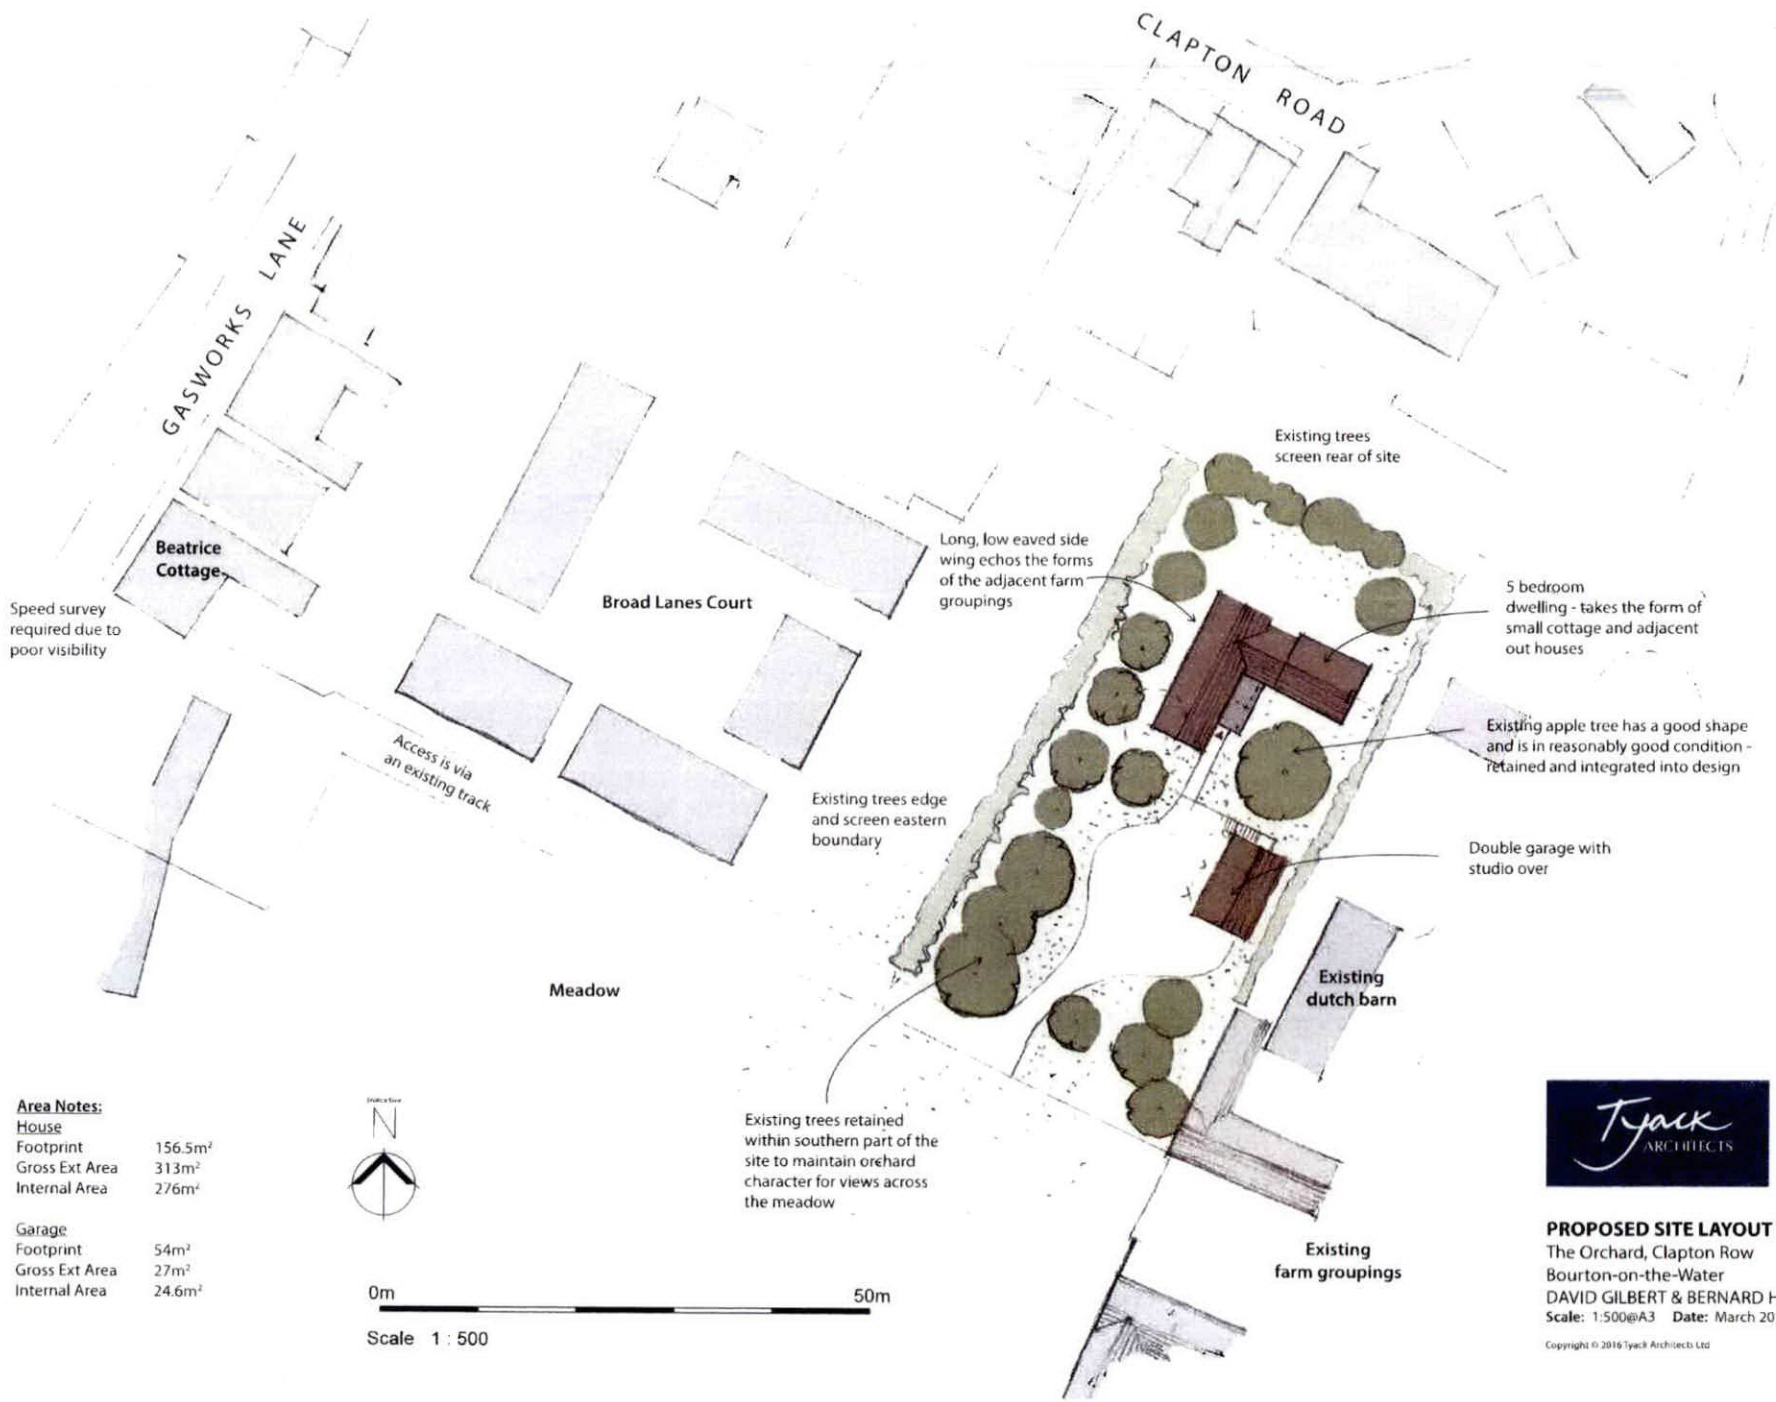 CLAPTON ROAD
GASWORKS LANE
Existing trees
screen rear of site
Beatrice
Cottage
Long, low eaved side
wing echos the forms
of the adjacent farm
groupings
5 bedroom
dwelling - takes the form of
small cottage and adjacent
out houses
Speed survey
required due to
poor visibility
Broad Lanes Court
Existing apple tree has a good shape
and is in reasonably good condition -
retained and integrated into design
Access is via
an existing track
Existing trees edge
and screen eastern
boundary
Double garage with
studio over
Meadow
Existing
dutch barn
Area Notes:
House
Footprint 156.5m²
Gross Ext Area 313m²
Internal Area 276m²
Garage
Footprint 54m²
Gross Ext Area 27m²
Internal Area 24.6m²
N
Existing trees retained
within southern part of the
site to maintain orchard
character for views across
the meadow
Tyack
ARCHITECTS
Existing
farm groupings
0m 50m
Scale 1 : 500
PROPOSED SITE LAYOUT
The Orchard, Clapton Row
Bourton-on-the-Water
DAVID GILBERT & BERNARD H
Scale: 1:500@A3 Date: March 20
Copyright © 2016 Tyack Architects Ltd